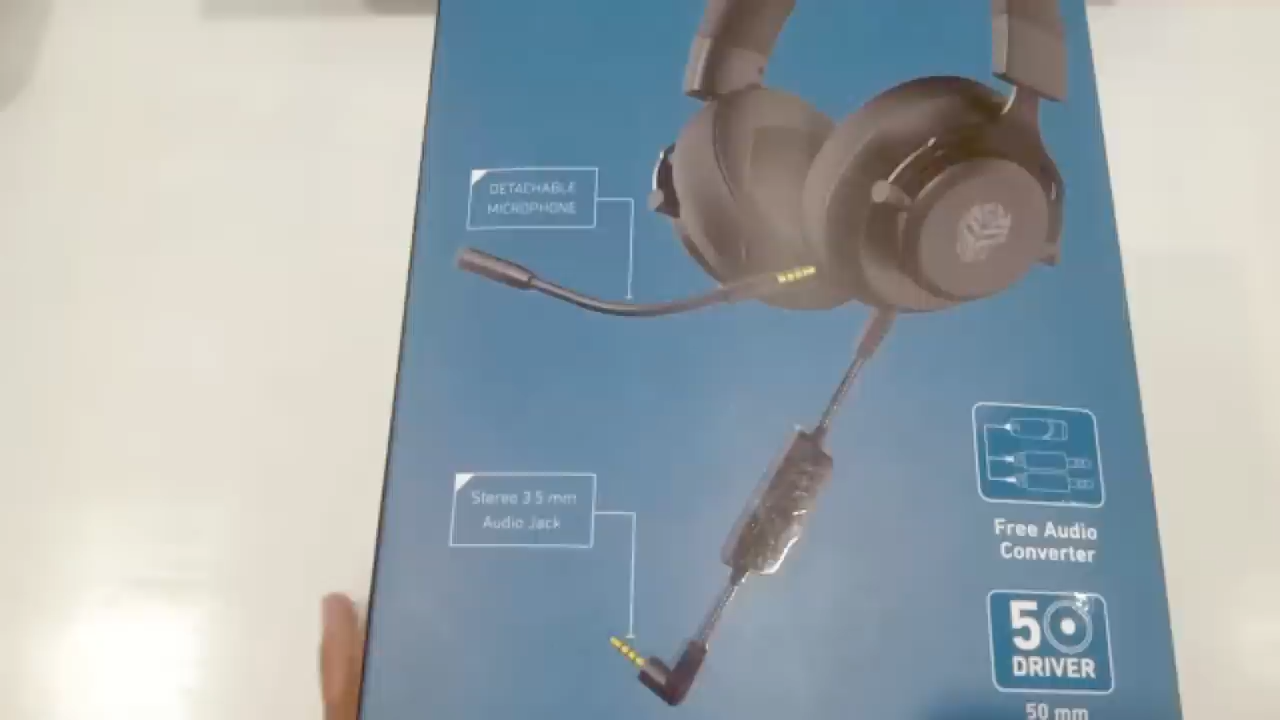 DETACHABLE
MICROPHONE
Stereo 3.5 mm
Audio Jack
Free Audio
Converter
50
DRIVER
50 mm